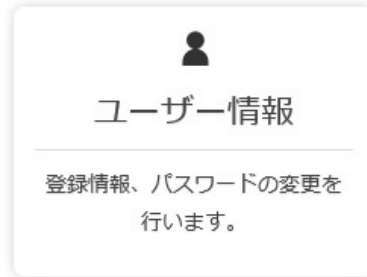 ユーザー情報
登録情報、パスワードの変更を
行います。